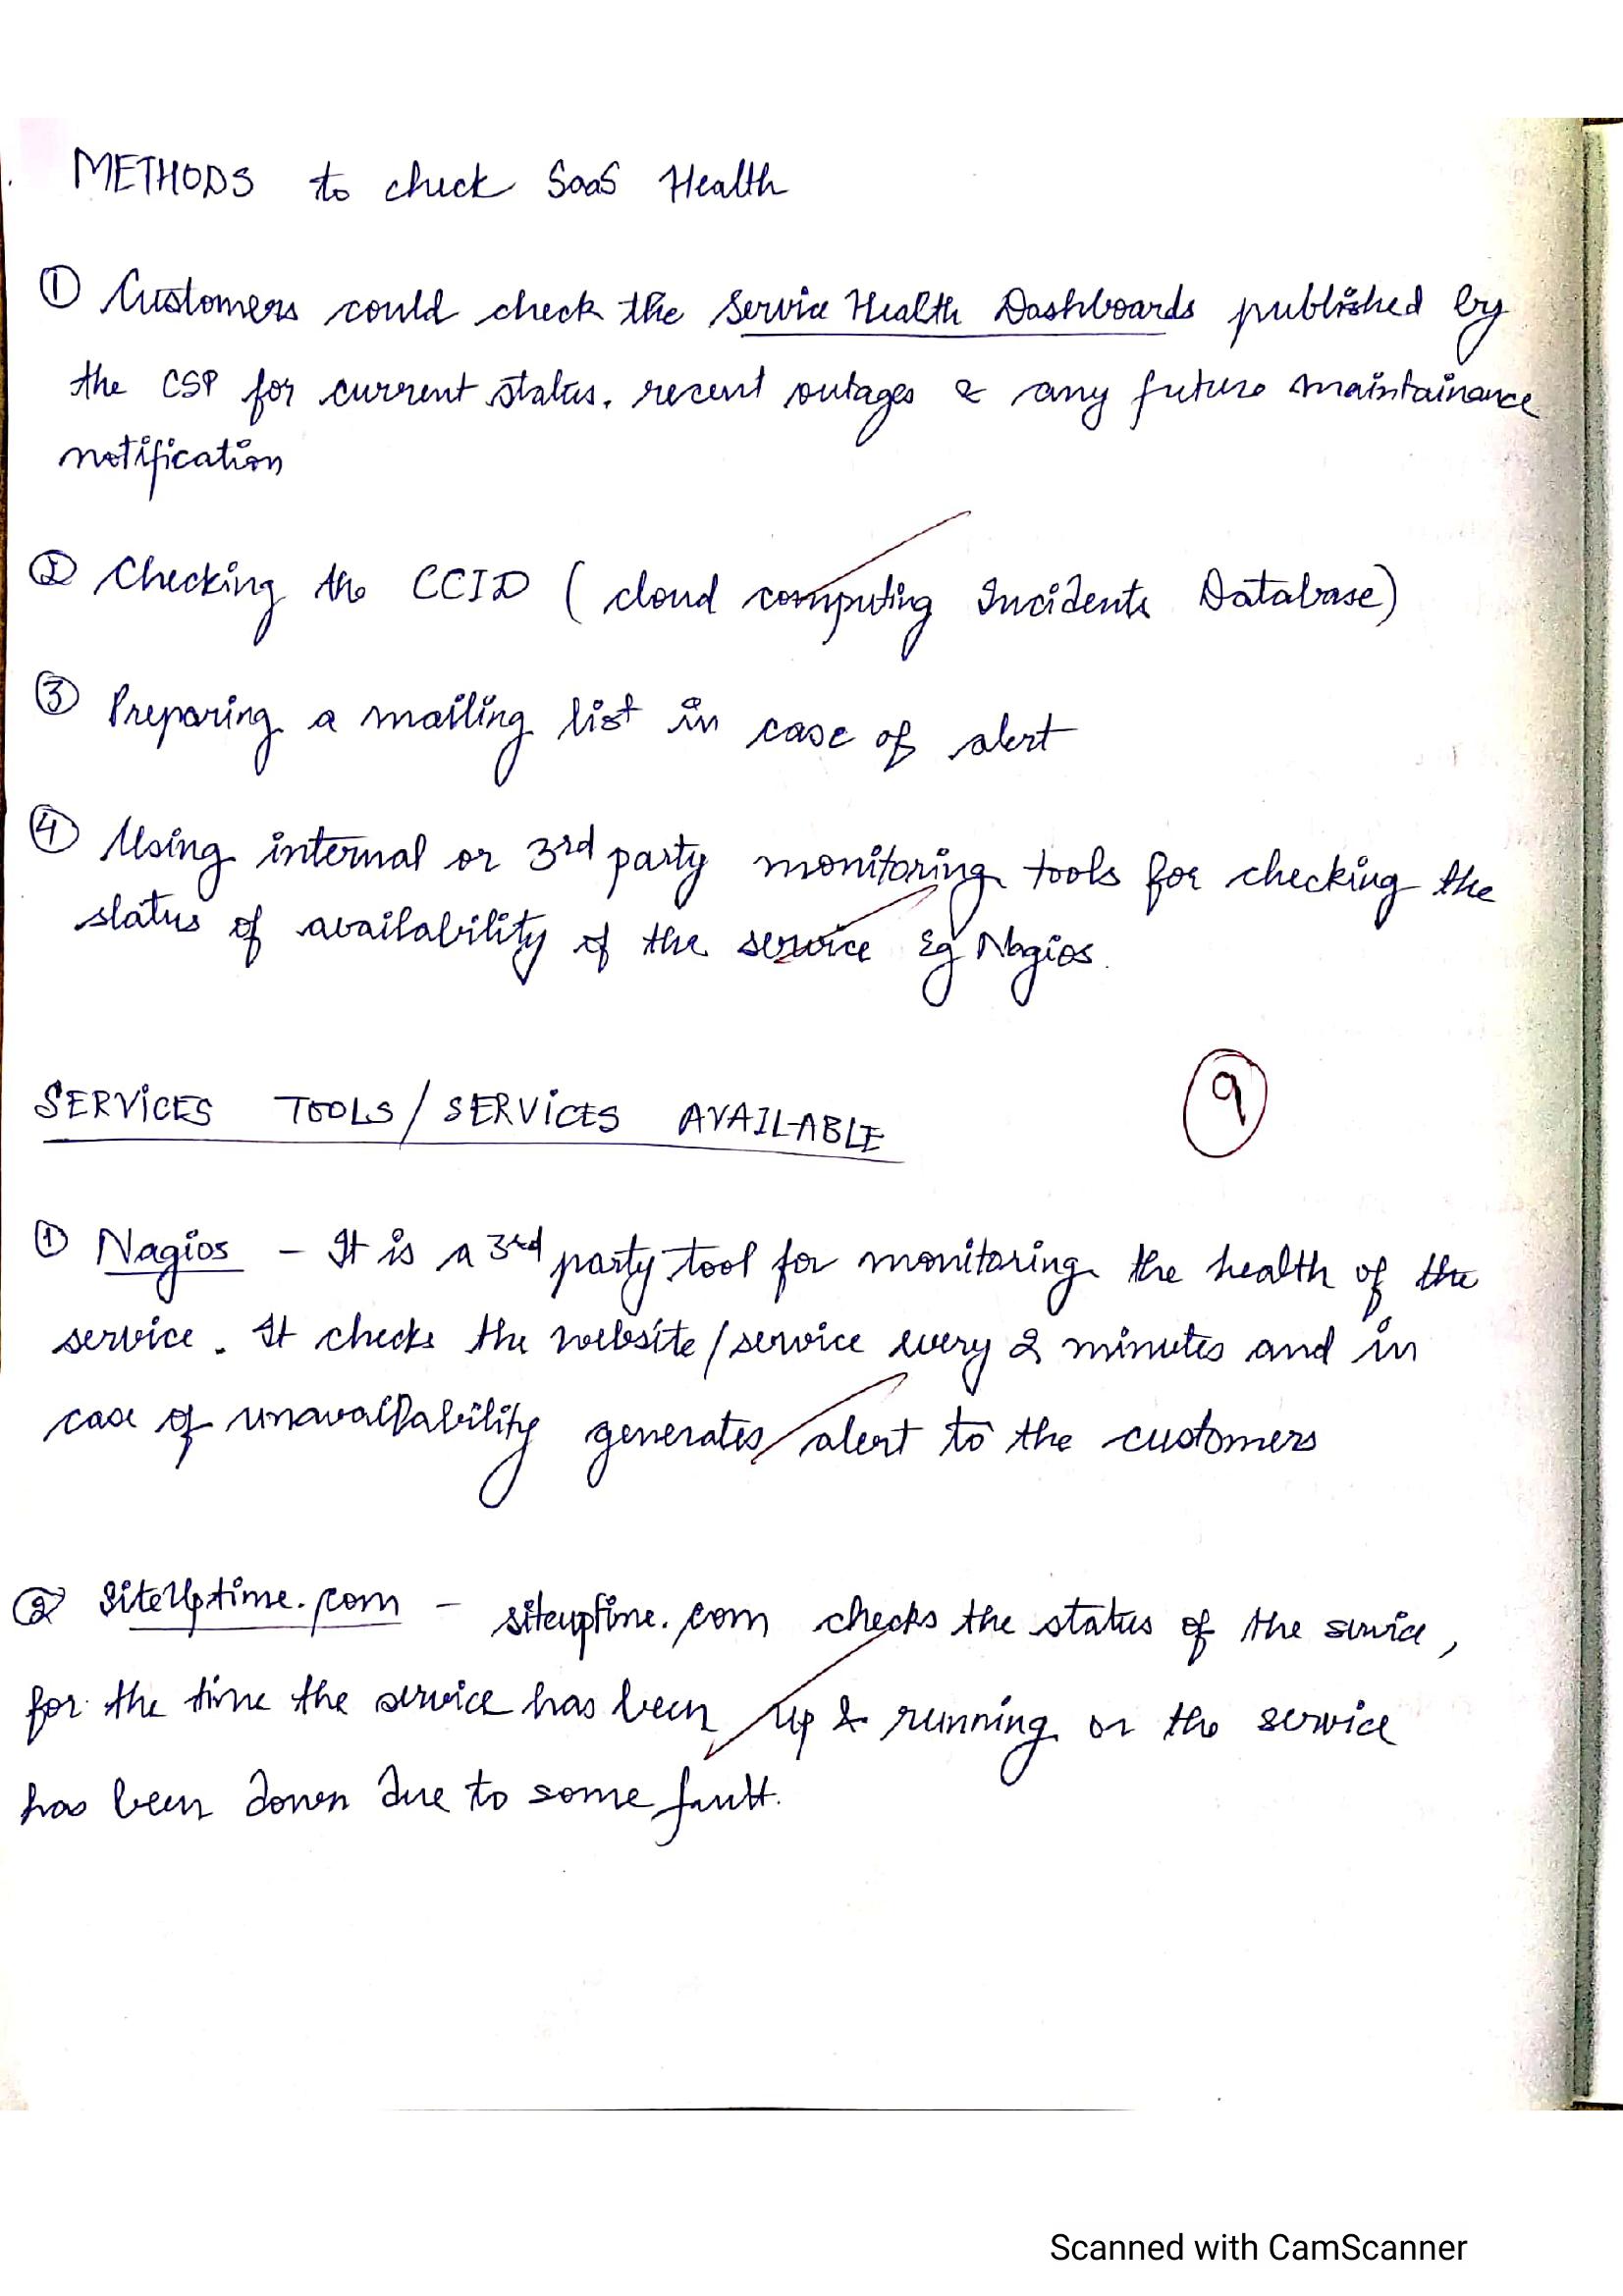 METHODS to check SaaS Health
① Customers could check the Service Health Dashboards published by
the CSP for current status. recent outages & any future maintainance
notification
② Checking the CCID ( cloud computing Incidents Database)
③ Preparing a mailing list in case of alert
④ Using internal or 3rd party monitoring tools for checking the
status of availability of the service Eg Nagios.
9
SERVICES TOOLS / SERVICES AVAILABLE
① Nagios - It is a 3rd party tool for monitoring the health of the
service. It checks the website / service every 2 minutes and in
case of unavailability generates alert to the customers
② SiteUptime.com - siteuptime.com checks the status of the service,
for the time the service has been up & running or the service
has been down due to some fault.
Scanned with CamScanner